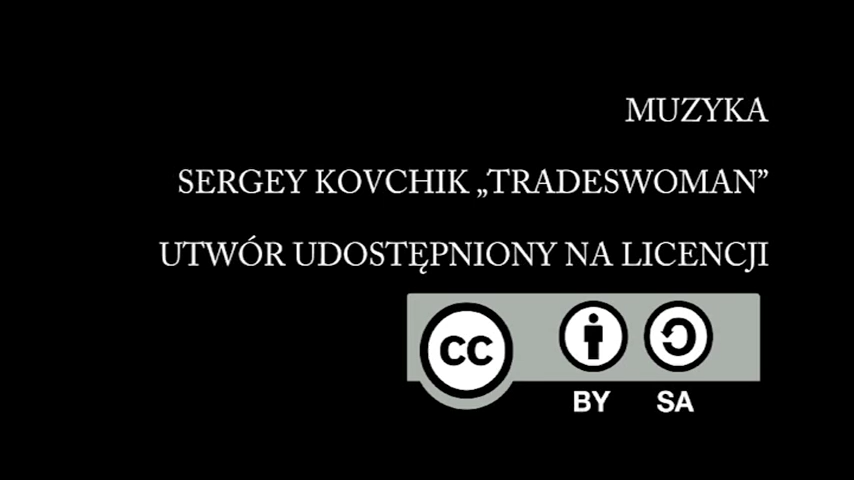 MUZYKA
SERGEY KOVCHIK „TRADESWOMAN”
UTWÓR UDOSTĘPNIONY NA LICENCJI
CC
BY SA